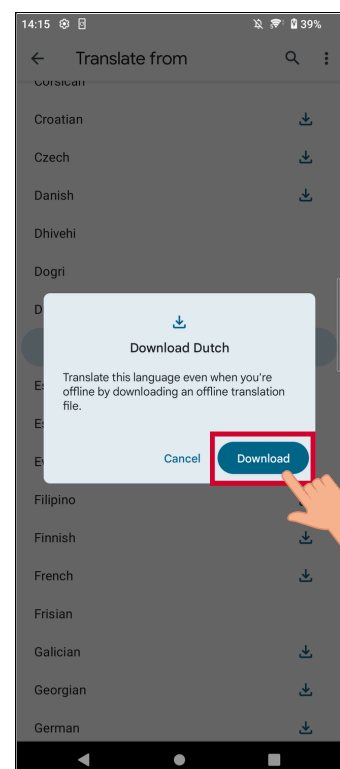 14:15 39%
Translate from
Corsican
Croatian
Czech
Danish
Dhivehi
Dogri
D
Download Dutch
Translate this language even when you're
offline by downloading an offline translation
file.
Cancel Download
Filipino
Finnish
French
Frisian
Galician
Georgian
German